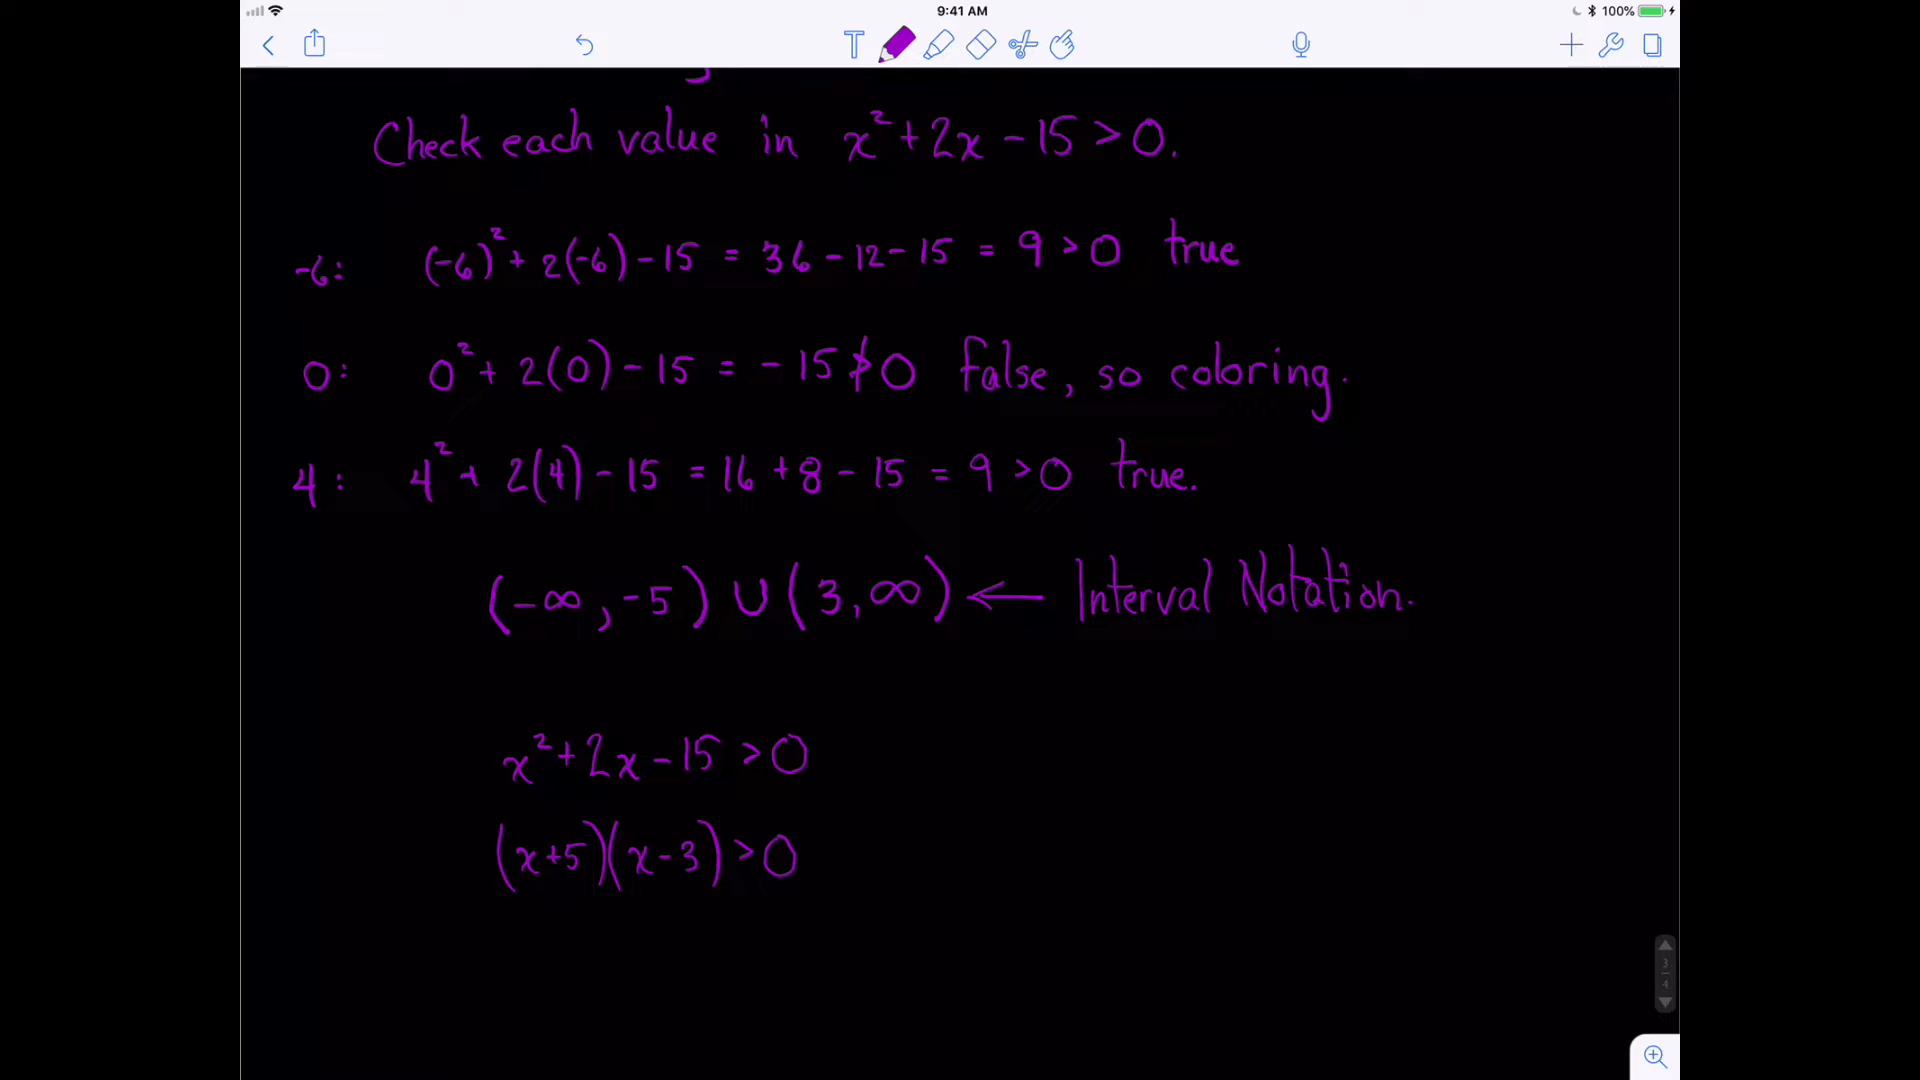 9:41 AM
100%
T
Check each value in x² + 2x - 15 > 0.
-6: (-6)² + 2(-6) - 15 = 36 - 12 - 15 = 9 > 0 true
0: 0² + 2(0) - 15 = - 15 ≯ 0 false, so coloring.
4: 4² + 2(4) - 15 = 16 + 8 - 15 = 9 > 0 true.
(-∞, -5) ∪ (3, ∞) ← Interval Notation.
x² + 2x - 15 > 0
(x+5)(x-3) > 0
3
4